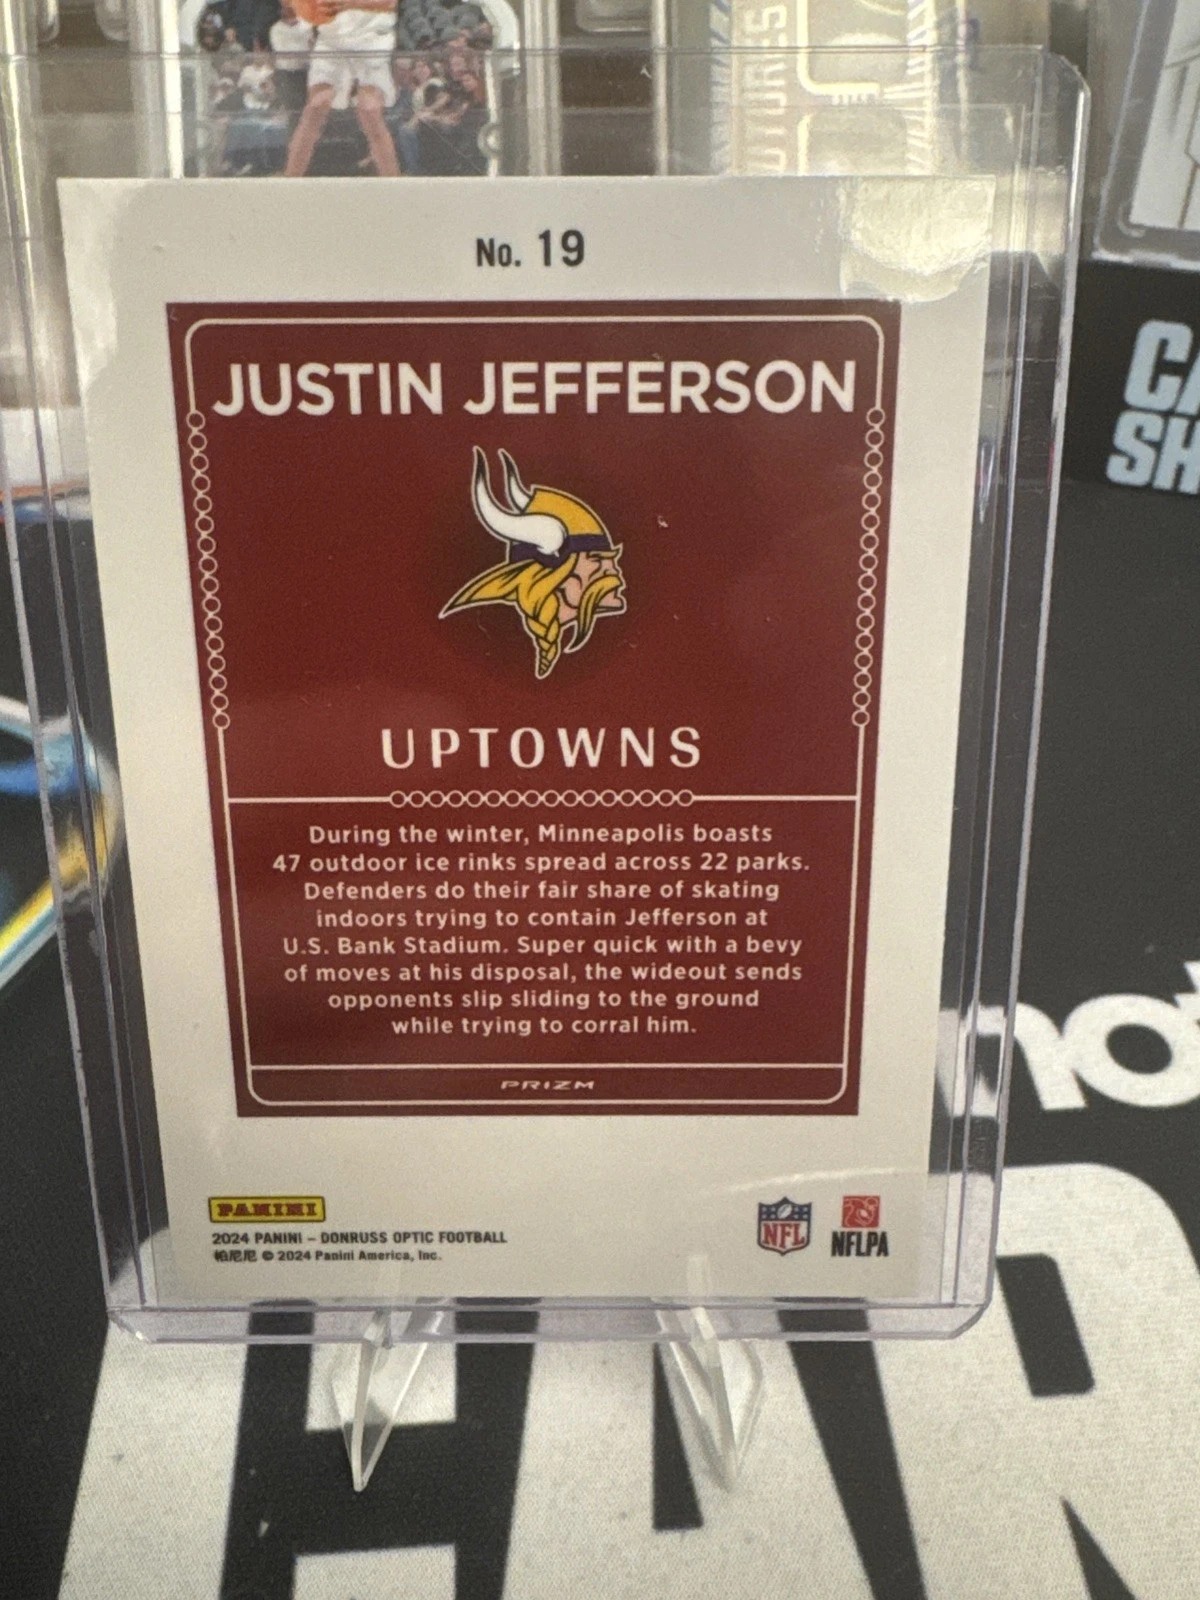 No. 19
JUSTIN JEFFERSON
UPTOWNS
During the winter, Minneapolis boasts
47 outdoor ice rinks spread across 22 parks.
Defenders do their fair share of skating
indoors trying to contain Jefferson at
U.S. Bank Stadium. Super quick with a bevy
of moves at his disposal, the wideout sends
opponents slip sliding to the ground
while trying to corral him.
PRIZM
PANINI
2024 PANINI – DONRUSS OPTIC FOOTBALL
帕尼尼 © 2024 Panini America, Inc.
NFL
NFLPA
CA
SH